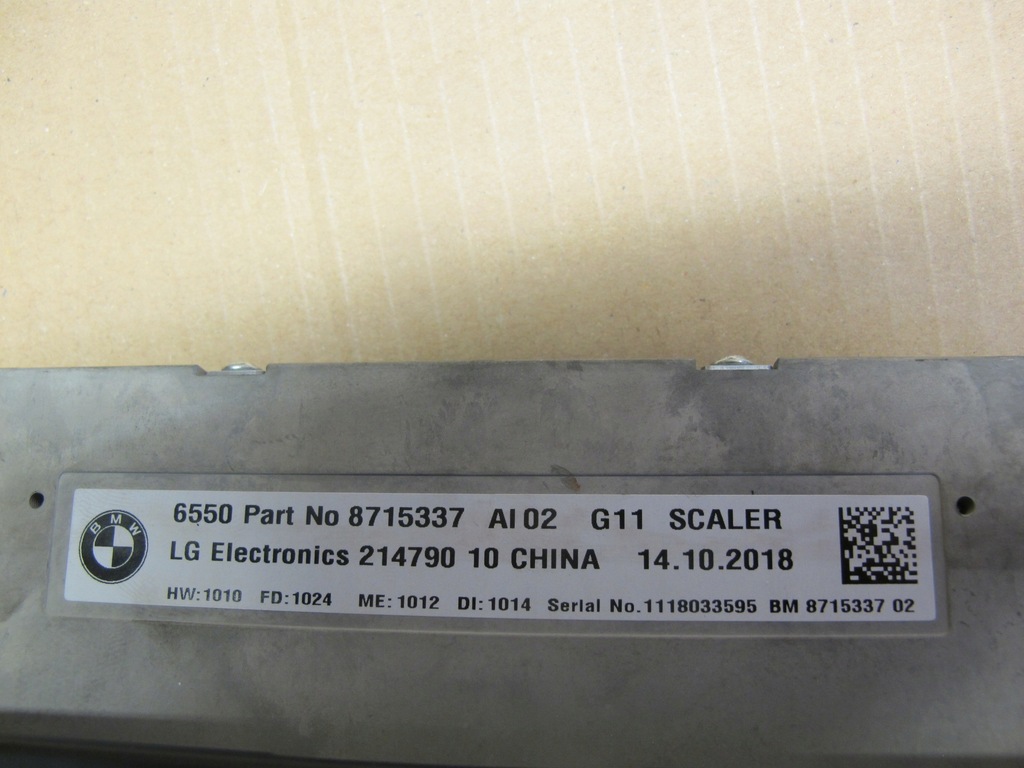 BMW
6550 Part No 8715337 AI 02 G11 SCALER
LG Electronics 214790 10 CHINA 14.10.2018
HW:1010 FD:1024 ME:1012 DI:1014 Serial No.1118033595 BM 8715337 02